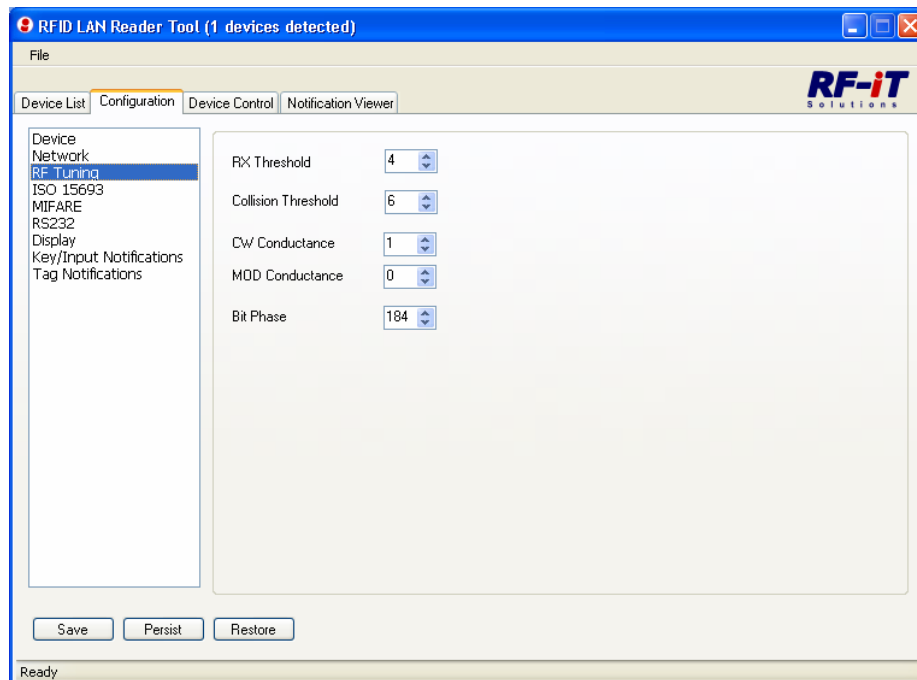 RFID LAN Reader Tool (1 devices detected)
File
RF-iT
Solutions
Device List Configuration Device Control Notification Viewer
Device
Network
RF Tuning
ISO 15693
MIFARE
RS232
Display
Key/Input Notifications
Tag Notifications
RX Threshold 4
Collision Threshold 6
CW Conductance 1
MOD Conductance 0
Bit Phase 184
Save Persist Restore
Ready